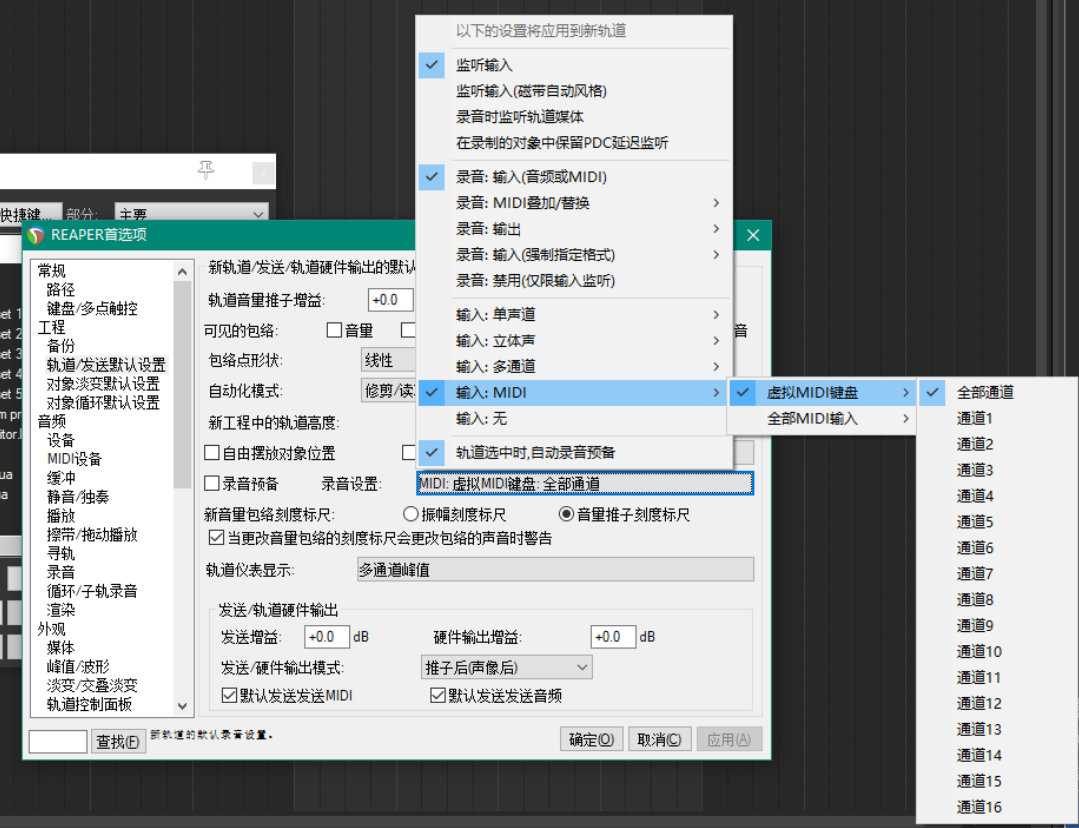 以下的设置将应用到新轨道
监听输入
监听输入(磁带自动风格)
录音时监听轨道媒体
在录制的对象中保留PDC延迟监听
录音: 输入(音频或MIDI)
录音: MIDI叠加/替换
录音: 输出
录音: 输入(强制指定格式)
录音: 禁用(仅限输入监听)
输入: 单声道
输入: 立体声
输入: 多通道
输入: MIDI
输入: 无
轨道选中时,自动录音预备
虚拟MIDI键盘
全部MIDI输入
全部通道
通道1
通道2
通道3
通道4
通道5
通道6
通道7
通道8
通道9
通道10
通道11
通道12
通道13
通道14
通道15
通道16
快捷键... 部分: 主要
set 1
set 2
set 3
set 4
set 5
REAPER首选项
常规
路径
键盘/多点触控
工程
备份
轨道/发送默认设置
对象淡变默认设置
对象循环默认设置
音频
设备
MIDI设备
缓冲
静音/独奏
播放
擦带/拖动播放
寻轨
录音
循环/子轨录音
渲染
外观
媒体
峰值/波形
淡变/交叠淡变
轨道控制面板
查找(F)
新轨道的默认录音设置。
新轨道/发送/轨道硬件输出的默认
轨道音量推子增益: +0.0
可见的包络: 音量 音
包络点形状: 线性
自动化模式: 修剪/读
新工程中的轨道高度:
自由摆放对象位置
录音预备 录音设置: MIDI: 虚拟MIDI键盘: 全部通道
新音量包络刻度标尺: 振幅刻度标尺 音量推子刻度标尺
当更改音量包络的刻度标尺会更改包络的声音时警告
轨道仪表显示: 多通道峰值
发送/轨道硬件输出
发送增益: +0.0 dB 硬件输出增益: +0.0 dB
发送/硬件输出模式: 推子后(声像后)
默认发送发送MIDI 默认发送发送音频
确定(O) 取消(C) 应用(A)